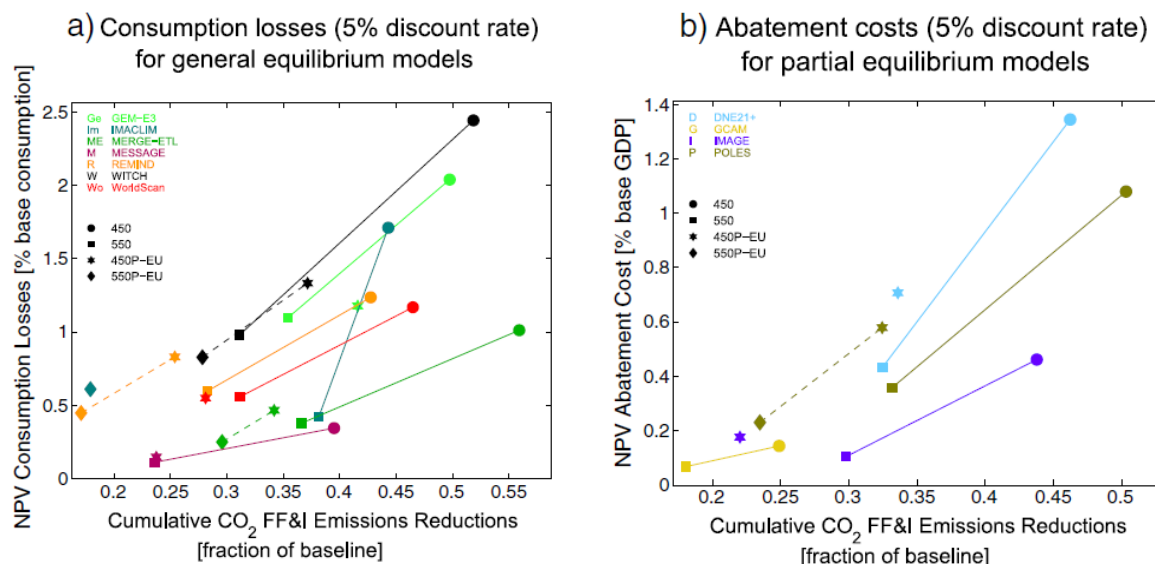 a) Consumption losses (5% discount rate)
for general equilibrium models
NPV Consumption Losses [% base consumption]
2.5
2
1.5
1
0.5
0
Ge GEM-E3
Im IMACLIM
ME MERGE-ETL
M MESSAGE
R REMIND
W WITCH
Wo WorldScan
450
550
450P-EU
550P-EU
0.2 0.25 0.3 0.35 0.4 0.45 0.5 0.55
Cumulative CO₂ FF&I Emissions Reductions
[fraction of baseline]
b) Abatement costs (5% discount rate)
for partial equilibrium models
NPV Abatement Cost [% base GDP]
1.4
1.2
1
0.8
0.6
0.4
0.2
0
D DNE21+
G GCAM
I IMAGE
P POLES
450
550
450P-EU
550P-EU
0.2 0.25 0.3 0.35 0.4 0.45 0.5
Cumulative CO₂ FF&I Emissions Reductions
[fraction of baseline]